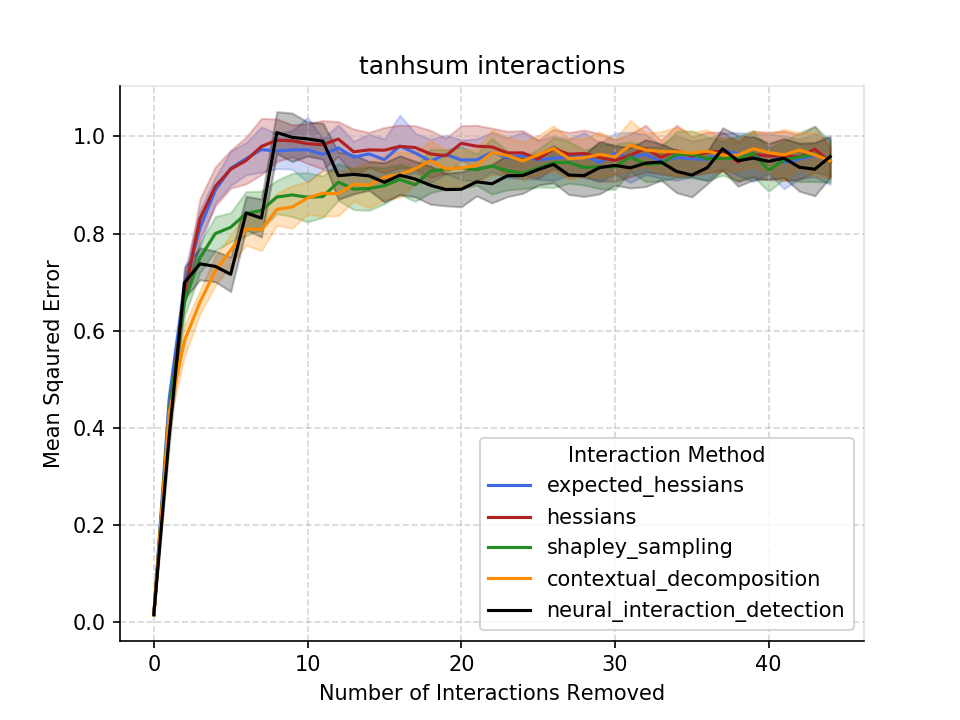 tanhsum interactions
Mean Sqaured Error
1.0
0.8
0.6
0.4
0.2
0.0
Interaction Method
expected_hessians
hessians
shapley_sampling
contextual_decomposition
neural_interaction_detection
0 10 20 30 40
Number of Interactions Removed